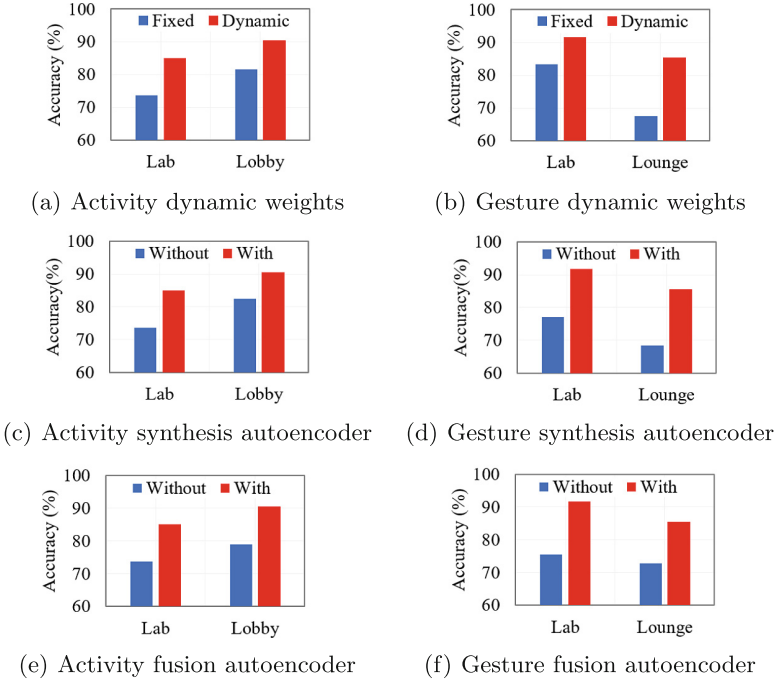 Fixed Dynamic
Accuracy (%)
100
90
80
70
60
Lab Lobby
(a) Activity dynamic weights
Fixed Dynamic
Accuracy (%)
100
90
80
70
60
Lab Lounge
(b) Gesture dynamic weights
Without With
Accuracy(%)
100
90
80
70
60
Lab Lobby
(c) Activity synthesis autoencoder
Without With
Accuracy (%)
100
90
80
70
60
Lab Lounge
(d) Gesture synthesis autoencoder
Without With
Accuracy (%)
100
90
80
70
60
Lab Lobby
(e) Activity fusion autoencoder
Without With
Accuracy (%)
100
90
80
70
60
Lab Lounge
(f) Gesture fusion autoencoder